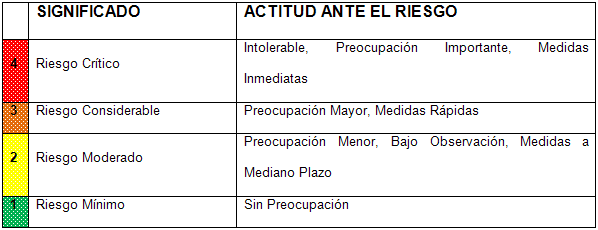 SIGNIFICADO ACTITUD ANTE EL RIESGO
4 Riesgo Crítico Intolerable, Preocupación Importante, Medidas
Inmediatas
3 Riesgo Considerable Preocupación Mayor, Medidas Rápidas
2 Riesgo Moderado Preocupación Menor, Bajo Observación, Medidas a
Mediano Plazo
1 Riesgo Mínimo Sin Preocupación